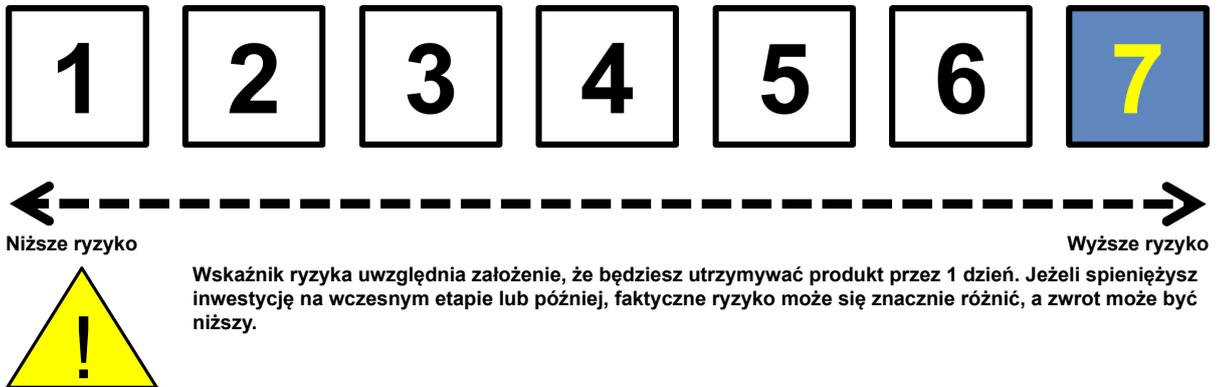 1 2 3 4 5 6 7
Niższe ryzyko Wyższe ryzyko
Wskaźnik ryzyka uwzględnia założenie, że będziesz utrzymywać produkt przez 1 dzień. Jeżeli spieniężysz
inwestycję na wczesnym etapie lub później, faktyczne ryzyko może się znacznie różnić, a zwrot może być
niższy.
!